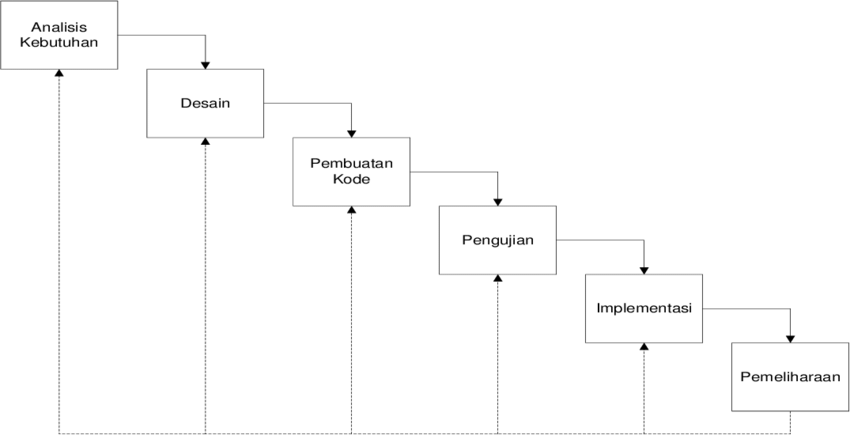 Analisis
Kebutuhan
Desain
Pembuatan
Kode
Pengujian
Implementasi
Pemeliharaan